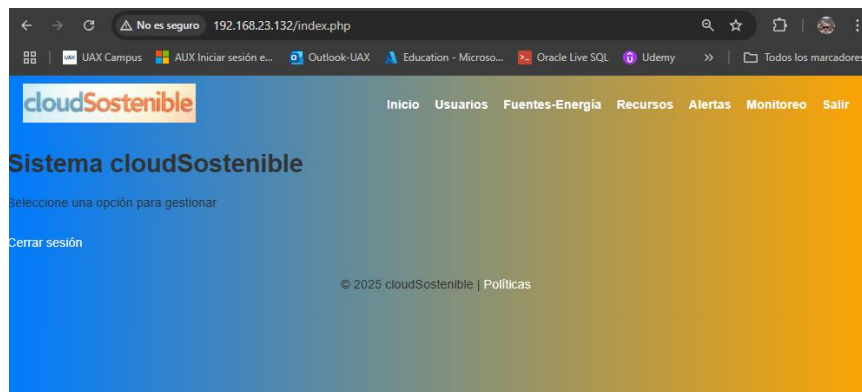 No es seguro 192.168.23.132/index.php
UAX UAX Campus AUX Iniciar sesión e... Outlook-UAX Education - Microso... Oracle Live SQL Udemy » Todos los marcadores
cloudSostenible Inicio Usuarios Fuentes-Energía Recursos Alertas Monitoreo Salir
Sistema cloudSostenible
Seleccione una opción para gestionar
Cerrar sesión
© 2025 cloudSostenible | Políticas